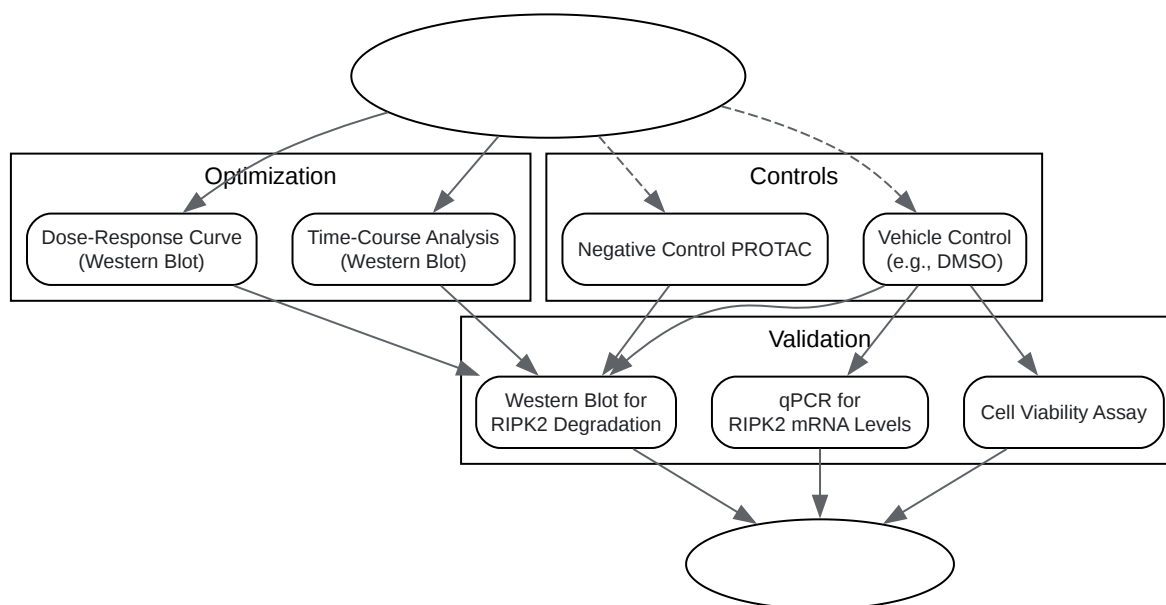 Optimization
Controls
Dose-Response Curve
(Western Blot)
Time-Course Analysis
(Western Blot)
Negative Control PROTAC
Vehicle Control
(e.g., DMSO)
Validation
Western Blot for
RIPK2 Degradation
qPCR for
RIPK2 mRNA Levels
Cell Viability Assay